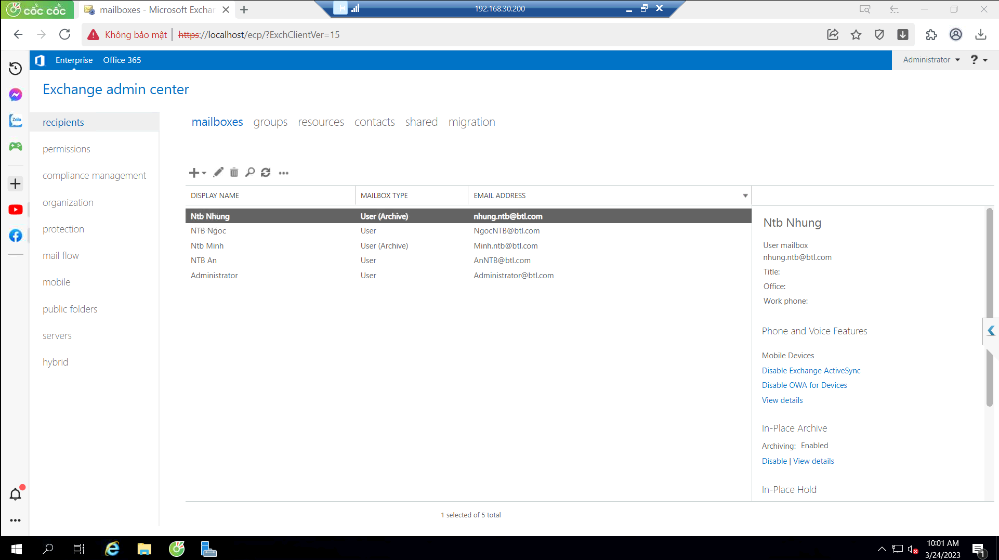 cốc cốc
mailboxes - Microsoft Exchar
192.168.30.200
Không bảo mật
https://localhost/ecp/?ExchClientVer=15
Enterprise
Office 365
Administrator
?
Zalo
Exchange admin center
recipients
permissions
compliance management
organization
protection
mail flow
mobile
public folders
servers
hybrid
mailboxes groups resources contacts shared migration
DISPLAY NAME MAILBOX TYPE EMAIL ADDRESS
Ntb Nhung User (Archive) nhung.ntb@btl.com
NTB Ngoc User NgocNTB@btl.com
Ntb Minh User (Archive) Minh.ntb@btl.com
NTB An User AnNTB@btl.com
Administrator User Administrator@btl.com
1 selected of 5 total
Ntb Nhung
User mailbox
nhung.ntb@btl.com
Title:
Office:
Work phone:
Phone and Voice Features
Mobile Devices
Disable Exchange ActiveSync
Disable OWA for Devices
View details
In-Place Archive
Archiving: Enabled
Disable | View details
In-Place Hold
10:01 AM
3/24/2023
1